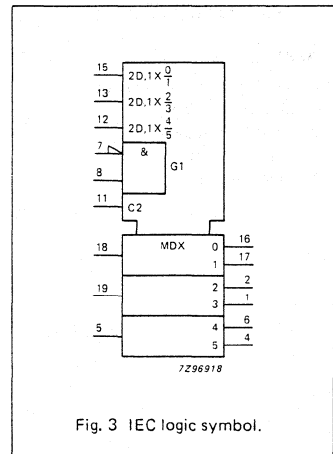 15 2D,1X 0/1
13 2D,1X 2/3
12 2D,1X 4/5
7 &
G1
8
11 C2
18 MDX 0 16
1 17
19 2 2
3 1
5 4 6
5 4
7Z96918
Fig. 3 IEC logic symbol.